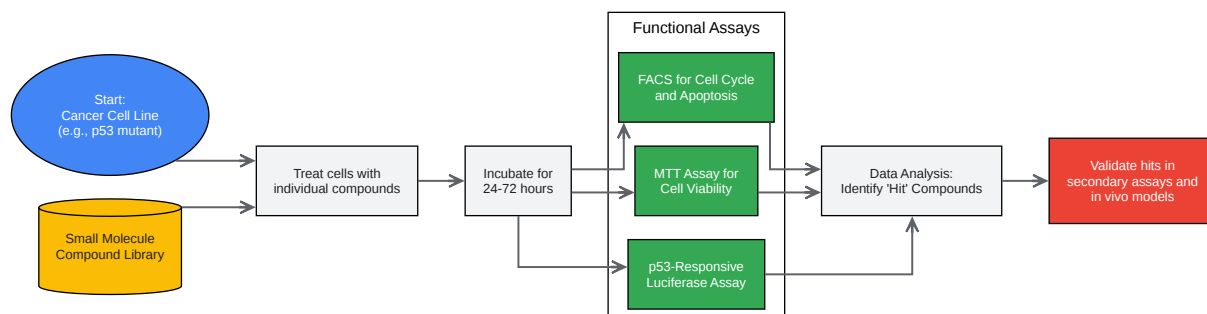 Functional Assays
Start:
Cancer Cell Line
(e.g., p53 mutant)
Small Molecule
Compound Library
Treat cells with
individual compounds
Incubate for
24-72 hours
FACS for Cell Cycle
and Apoptosis
MTT Assay for
Cell Viability
p53-Responsive
Luciferase Assay
Data Analysis:
Identify 'Hit' Compounds
Validate hits in
secondary assays and
in vivo models